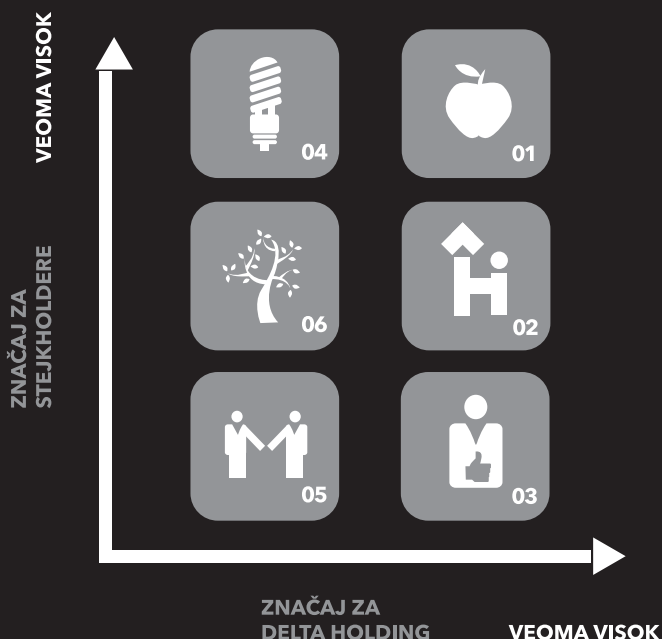 VEOMA VISOK
ZNAČAJ ZA
STEJKHOLDERE
04
01
06
02
05
03
ZNAČAJ ZA
DELTA HOLDING
VEOMA VISOK